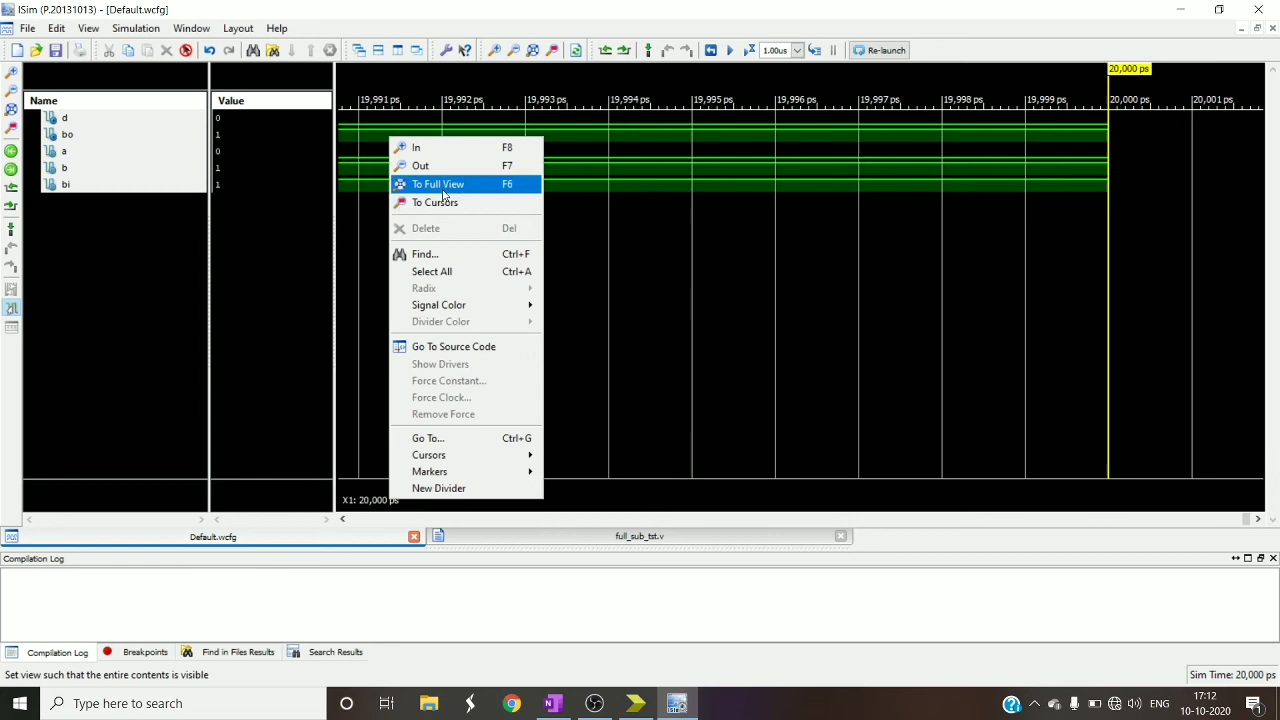 ISim (P.20131013) - [Default.wcfg]
File Edit View Simulation Window Layout Help
1.00us
Re-launch
20,000 ps
Name
Value
19,991 ps 19,992 ps 19,993 ps 19,994 ps 19,995 ps 19,996 ps 19,997 ps 19,998 ps 19,999 ps 20,000 ps 20,001 ps
d 0
bo 1
a 0
b 1
bi 1
In F8
Out F7
To Full View F6
To Cursors
Delete Del
Find... Ctrl+F
Select All Ctrl+A
Radix
Signal Color
Divider Color
Go To Source Code
Show Drivers
Force Constant...
Force Clock...
Remove Force
Go To... Ctrl+G
Cursors
Markers
New Divider
X1: 20,000 ps
Default.wcfg
full_sub_tst.v
Compilation Log
Compilation Log Breakpoints Find in Files Results Search Results
Set view such that the entire contents is visible
Sim Time: 20,000 ps
Type here to search
ENG
17:12
10-10-2020